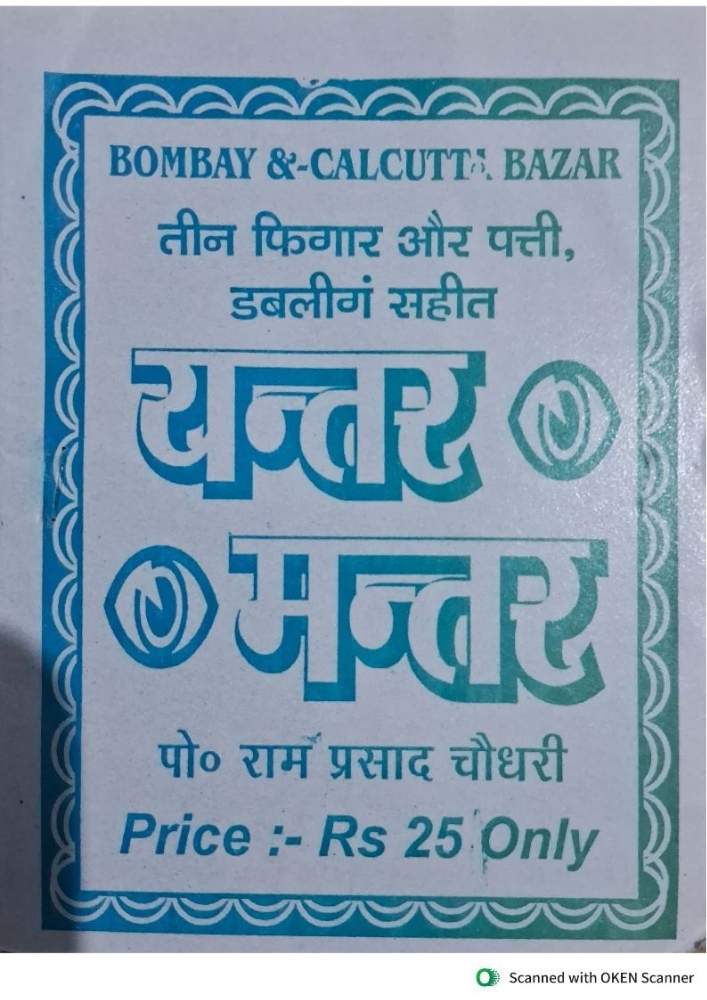 BOMBAY &-CALCUTTA BAZAR
तीन फिगार और पत्ती,
डबलीगं सहीत
यन्तर
मन्तर
पो० राम प्रसाद चौधरी
Price :- Rs 25 Only
Scanned with OKEN Scanner